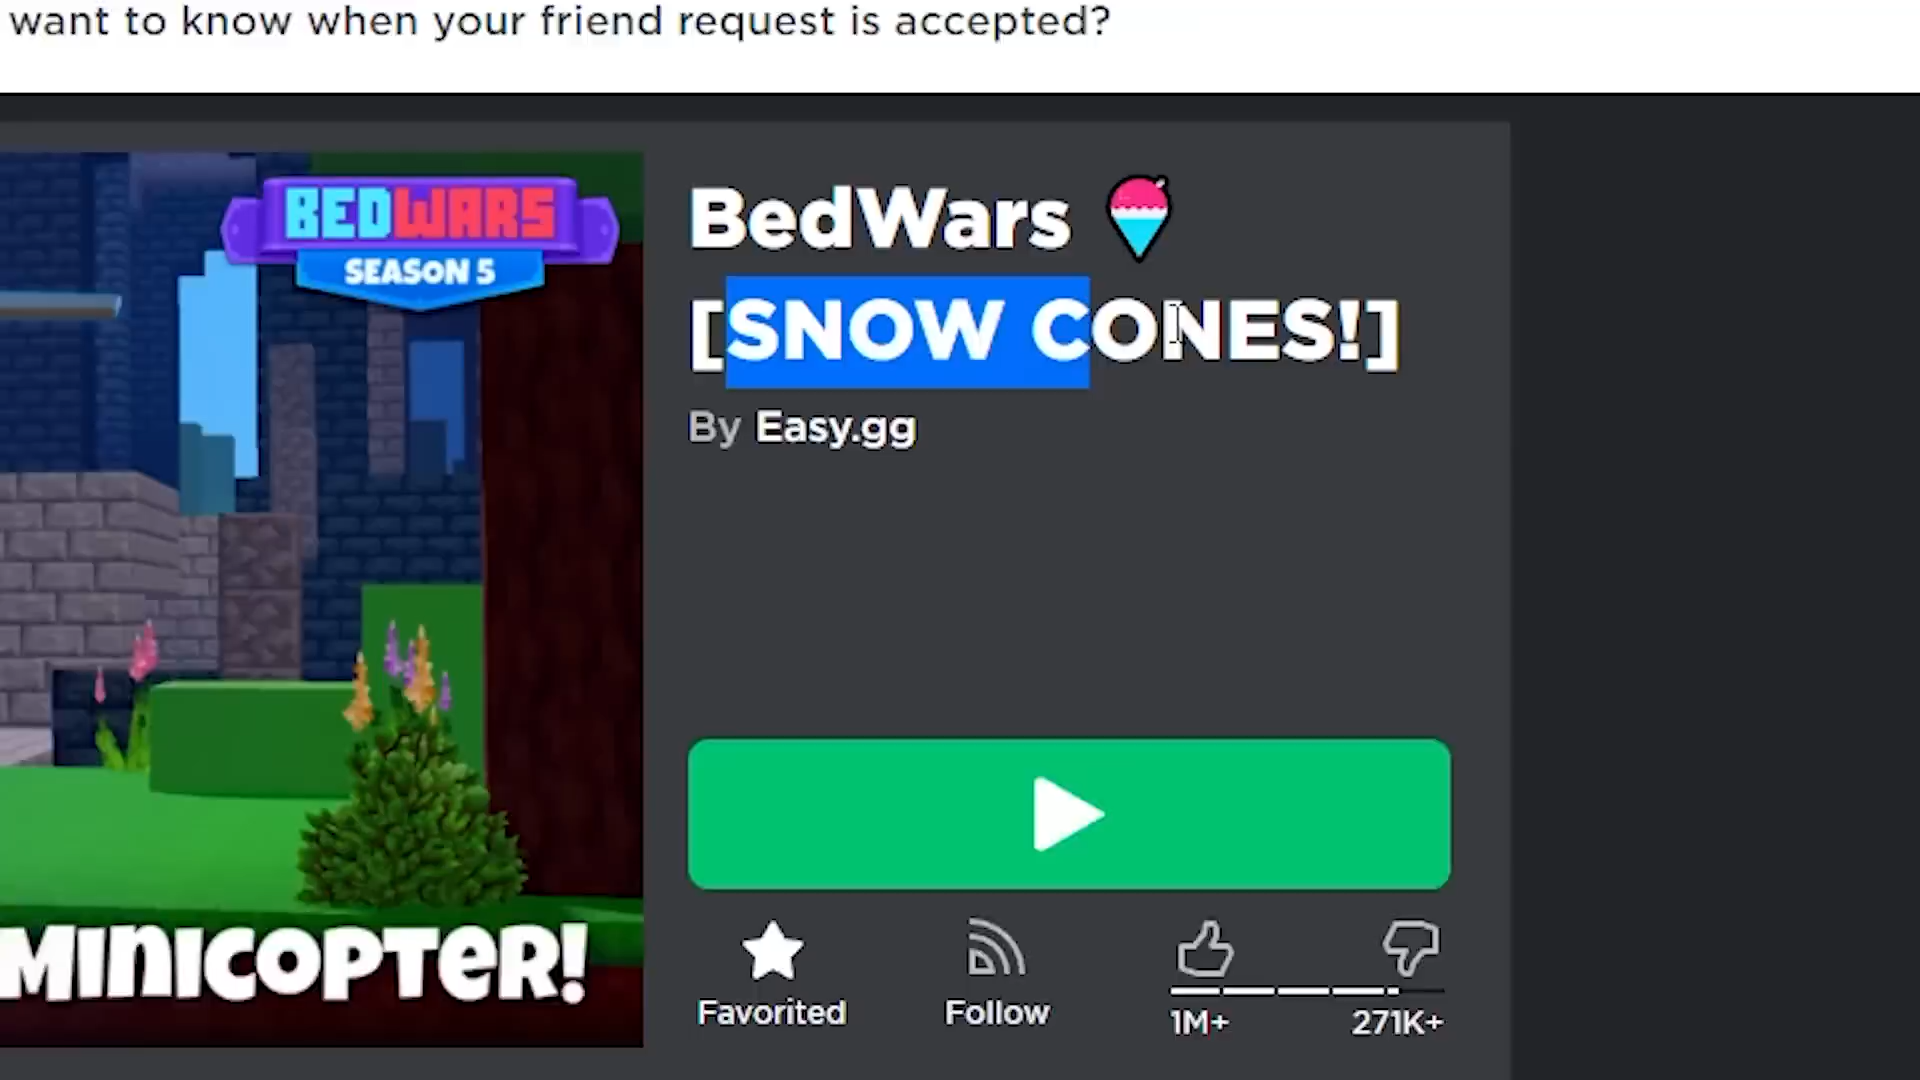 want to know when your friend request is accepted?
BEDWARS
SEASON 5
BedWars
[SNOW CONES!]
By Easy.gg
MINICOPTER!
Favorited
Follow
1M+
271K+